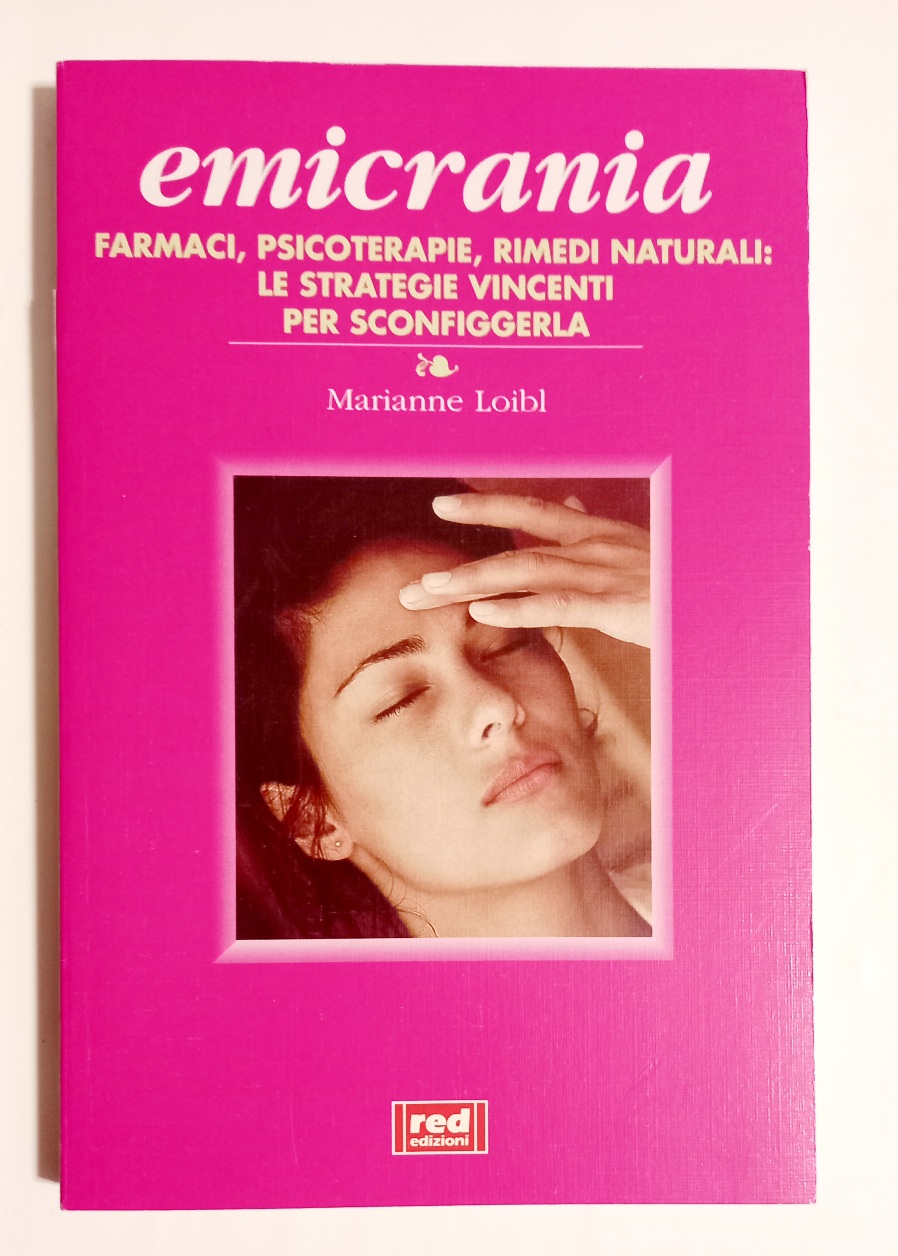 emicrania
FARMACI, PSICOTERAPIE, RIMEDI NATURALI:
LE STRATEGIE VINCENTI
PER SCONFIGGERLA
Marianne Loibl
red
edizioni